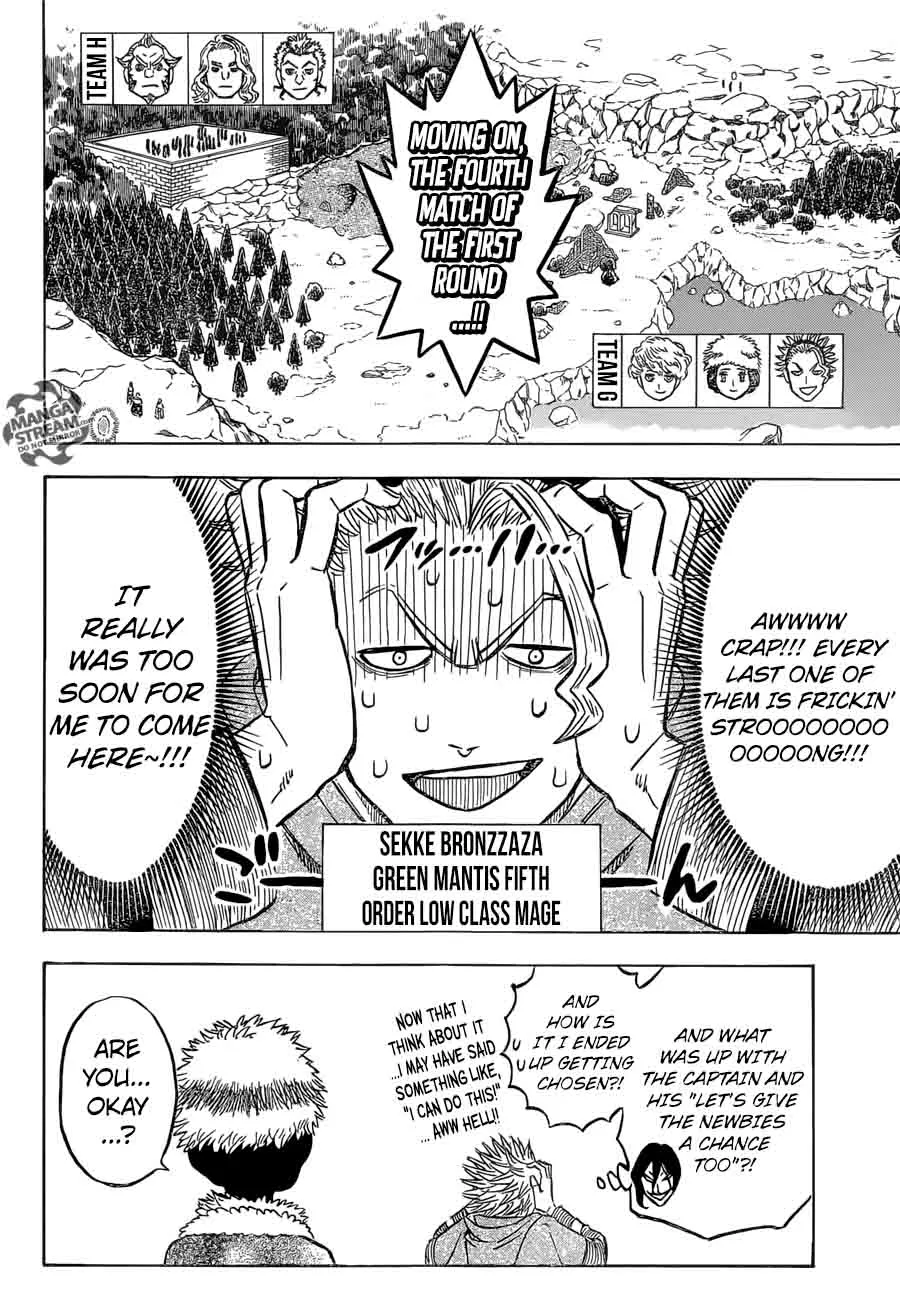 TEAM H
MOVING ON,
THE FOURTH
MATCH OF
THE FIRST
ROUND
...!!
TEAM G
MANGA
STREAM
DO NOT MIRROR
フッ…ハ…
AWWWW
CRAP!!! EVERY
LAST ONE OF
THEM IS FRICKIN'
STROOOOOOOO
OOOOONG!!!
IT
REALLY
WAS TOO
SOON FOR
ME TO COME
HERE~!!!
SEKKE BRONZZAZA
GREEN MANTIS FIFTH
ORDER LOW CLASS MAGE
AND WHAT
WAS UP WITH
THE CAPTAIN AND
HIS "LET'S GIVE
THE NEWBIES
A CHANCE
TOO"?!
AND
HOW IS
IT I ENDED
UP GETTING
CHOSEN?!
NOW THAT I
THINK ABOUT IT
...I MAY HAVE SAID
SOMETHING LIKE,
"I CAN DO THIS!"
... AWW HELL!!
ARE
YOU...
OKAY
...?